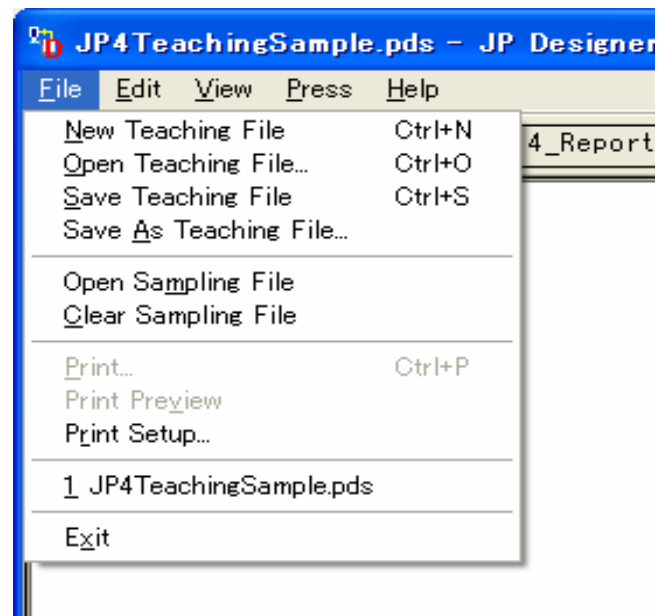 JP4TeachingSample.pds - JP Designer
File Edit View Press Help
4_Report
New Teaching File Ctrl+N
Open Teaching File... Ctrl+O
Save Teaching File Ctrl+S
Save As Teaching File...
Open Sampling File
Clear Sampling File
Print... Ctrl+P
Print Preview
Print Setup...
1 JP4TeachingSample.pds
Exit